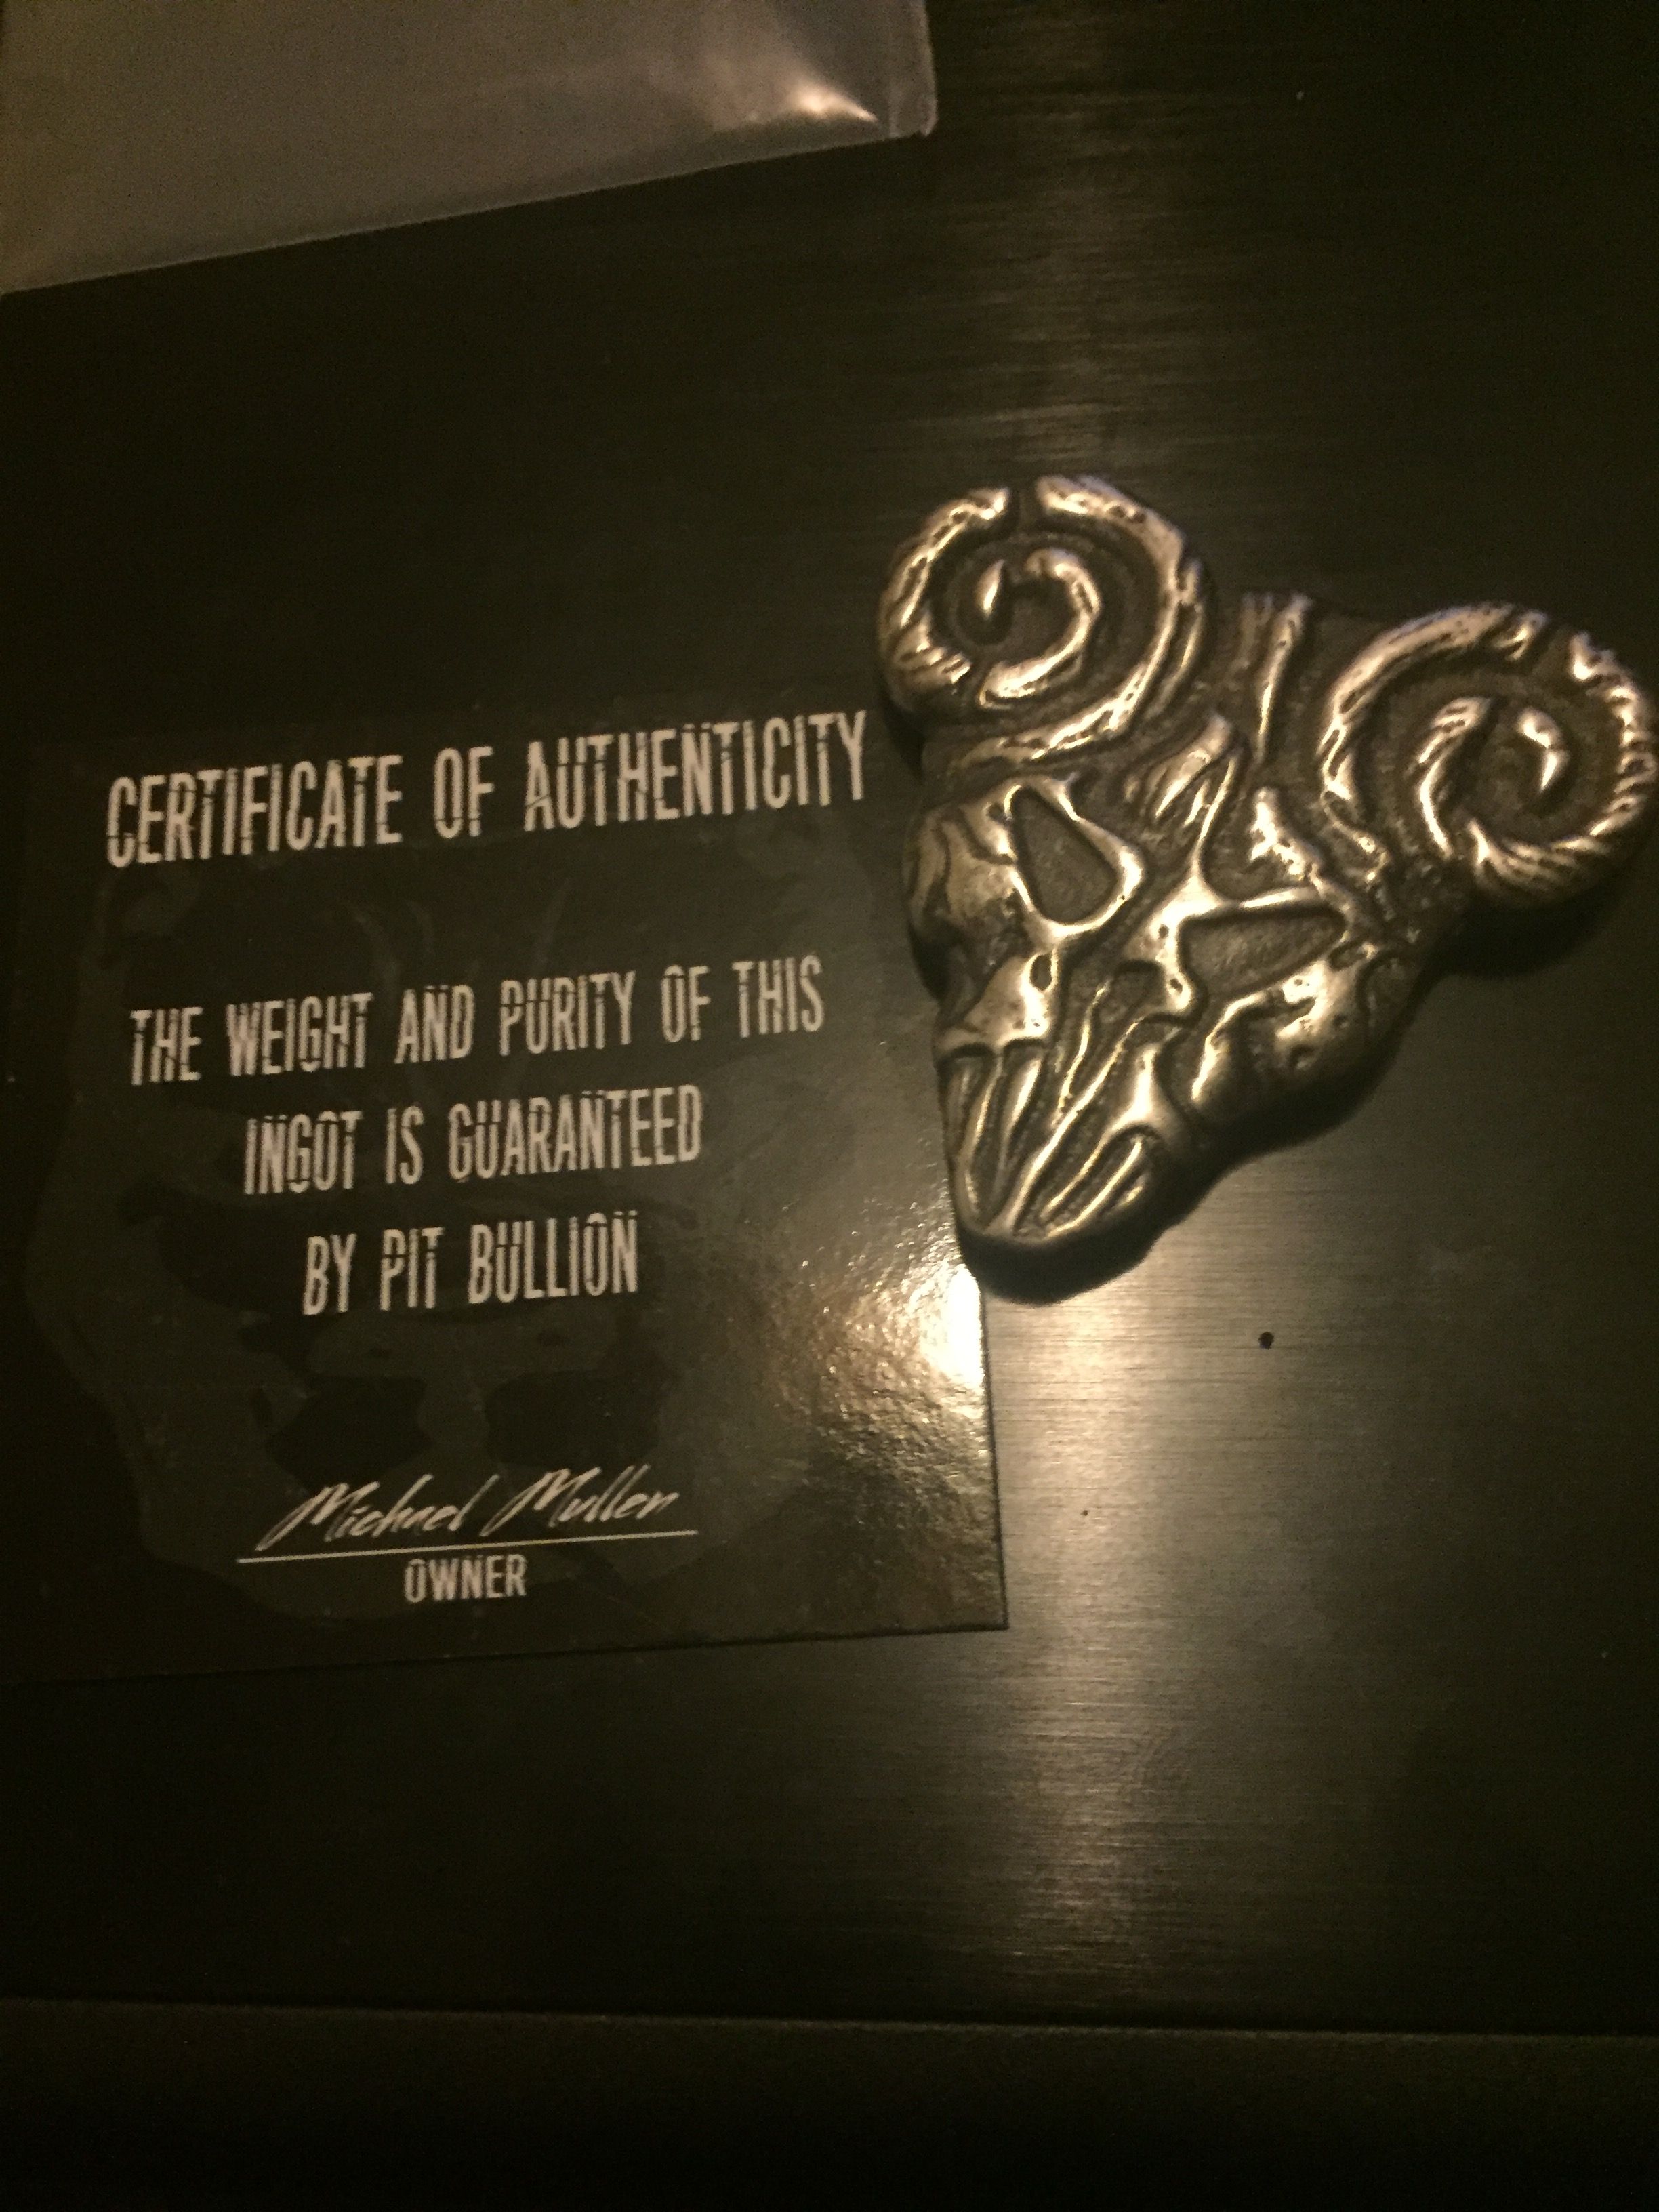 CERTIFICATE OF AUTHENTICITY
THE WEIGHT AND PURITY OF THIS
INGOT IS GUARANTEED
BY PIT BULLION
Michael Mullen
OWNER